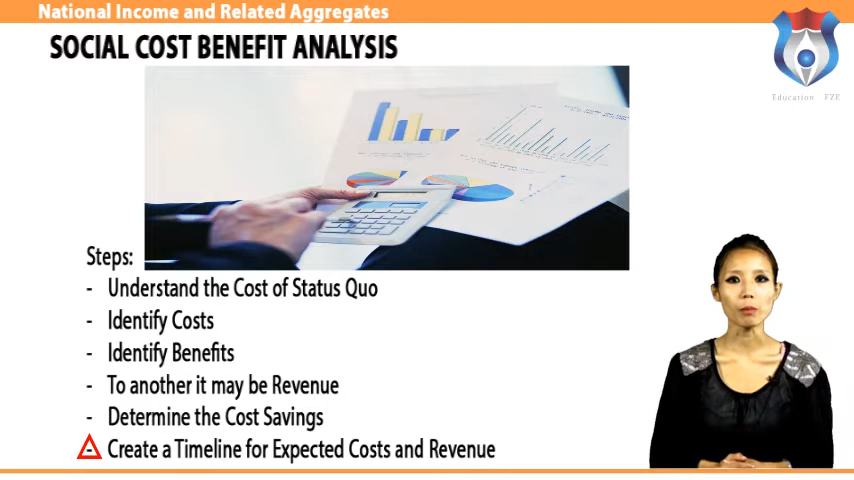 National Income and Related Aggregates
SOCIAL COST BENEFIT ANALYSIS
Education FZE
Steps:
- Understand the Cost of Status Quo
- Identify Costs
- Identify Benefits
- To another it may be Revenue
- Determine the Cost Savings
- Create a Timeline for Expected Costs and Revenue